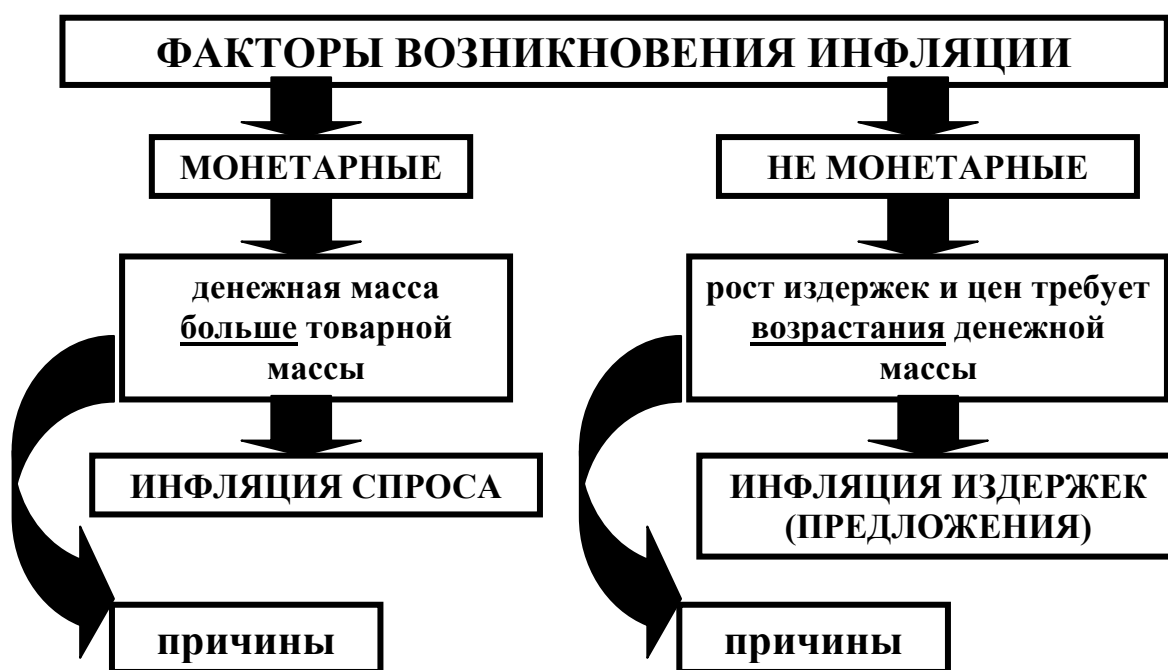 ФАКТОРЫ ВОЗНИКНОВЕНИЯ ИНФЛЯЦИИ
МОНЕТАРНЫЕ
НЕ МОНЕТАРНЫЕ
денежная масса
больше товарной
массы
рост издержек и цен требует
возрастания денежной
массы
ИНФЛЯЦИЯ СПРОСА
ИНФЛЯЦИЯ ИЗДЕРЖЕК
(ПРЕДЛОЖЕНИЯ)
причины
причины